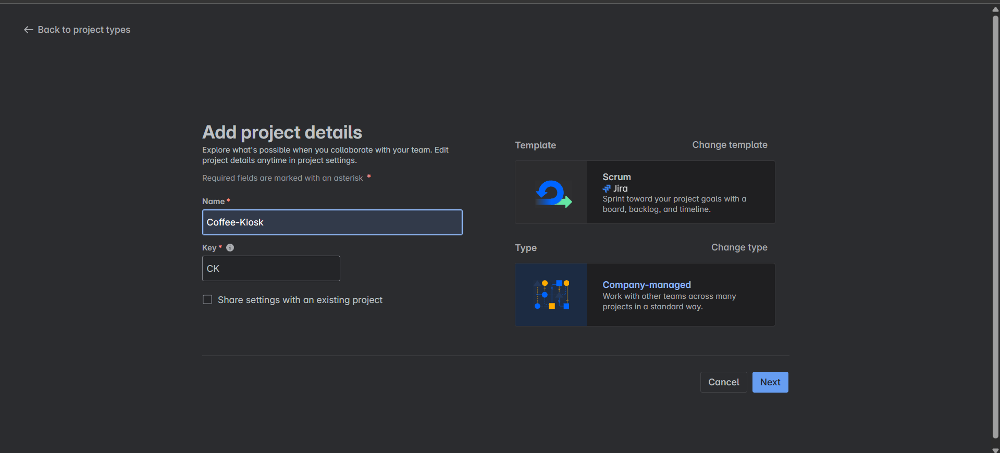 Back to project types
Add project details
Explore what's possible when you collaborate with your team. Edit
project details anytime in project settings.
Required fields are marked with an asterisk *
Name *
Coffee-Kiosk
Key *
CK
Share settings with an existing project
Template
Change template
Scrum
Jira
Sprint toward your project goals with a
board, backlog, and timeline.
Type
Change type
Company-managed
Work with other teams across many
projects in a standard way.
Cancel
Next